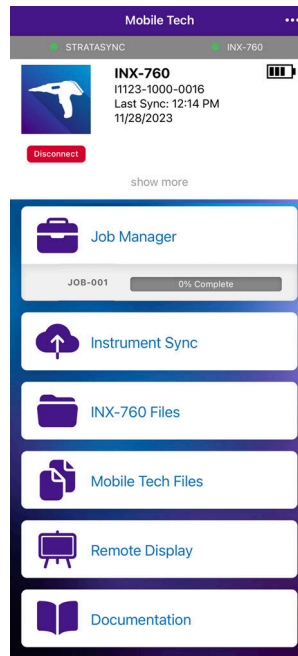 Mobile Tech
STRATASYNC
INX-760
INX-760
I1123-1000-0016
Last Sync: 12:14 PM
11/28/2023
Disconnect
show more
Job Manager
JOB-001
0% Complete
Instrument Sync
INX-760 Files
Mobile Tech Files
Remote Display
Documentation